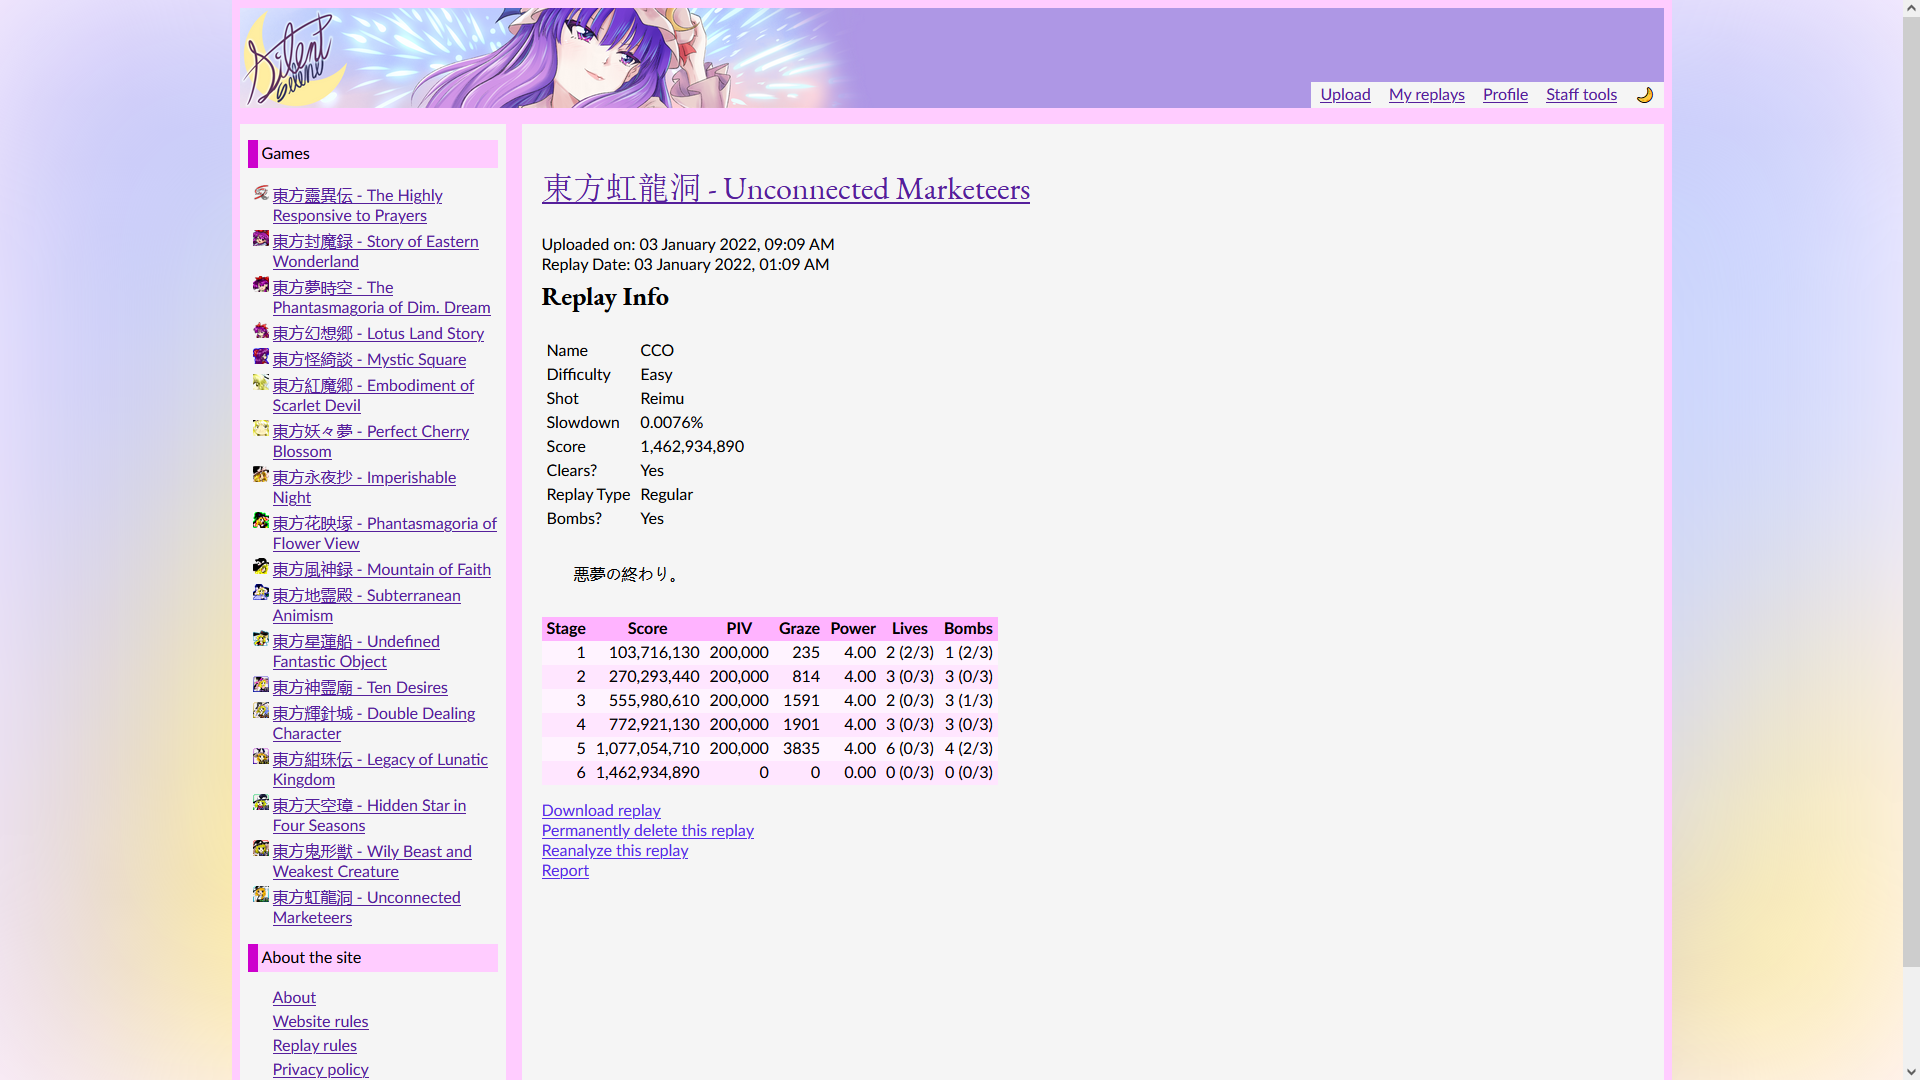 Silent Selene
Upload My replays Profile Staff tools
Games
東方靈異伝 - The Highly
Responsive to Prayers
東方封魔録 - Story of Eastern
Wonderland
東方夢時空 - The
Phantasmagoria of Dim. Dream
東方幻想郷 - Lotus Land Story
東方怪綺談 - Mystic Square
東方紅魔郷 - Embodiment of
Scarlet Devil
東方妖々夢 - Perfect Cherry
Blossom
東方永夜抄 - Imperishable
Night
東方花映塚 - Phantasmagoria of
Flower View
東方風神録 - Mountain of Faith
東方地霊殿 - Subterranean
Animism
東方星蓮船 - Undefined
Fantastic Object
東方神霊廟 - Ten Desires
東方輝針城 - Double Dealing
Character
東方紺珠伝 - Legacy of Lunatic
Kingdom
東方天空璋 - Hidden Star in
Four Seasons
東方鬼形獣 - Wily Beast and
Weakest Creature
東方虹龍洞 - Unconnected
Marketeers
About the site
About
Website rules
Replay rules
Privacy policy
東方虹龍洞 - Unconnected Marketeers
Uploaded on: 03 January 2022, 09:09 AM
Replay Date: 03 January 2022, 01:09 AM
Replay Info
Name CCO
Difficulty Easy
Shot Reimu
Slowdown 0.0076%
Score 1,462,934,890
Clears? Yes
Replay Type Regular
Bombs? Yes
悪夢の終わり。
Stage Score PIV Graze Power Lives Bombs
1 103,716,130 200,000 235 4.00 2 (2/3) 1 (2/3)
2 270,293,440 200,000 814 4.00 3 (0/3) 3 (0/3)
3 555,980,610 200,000 1591 4.00 2 (0/3) 3 (1/3)
4 772,921,130 200,000 1901 4.00 3 (0/3) 3 (0/3)
5 1,077,054,710 200,000 3835 4.00 6 (0/3) 4 (2/3)
6 1,462,934,890 0 0 0.00 0 (0/3) 0 (0/3)
Download replay
Permanently delete this replay
Reanalyze this replay
Report